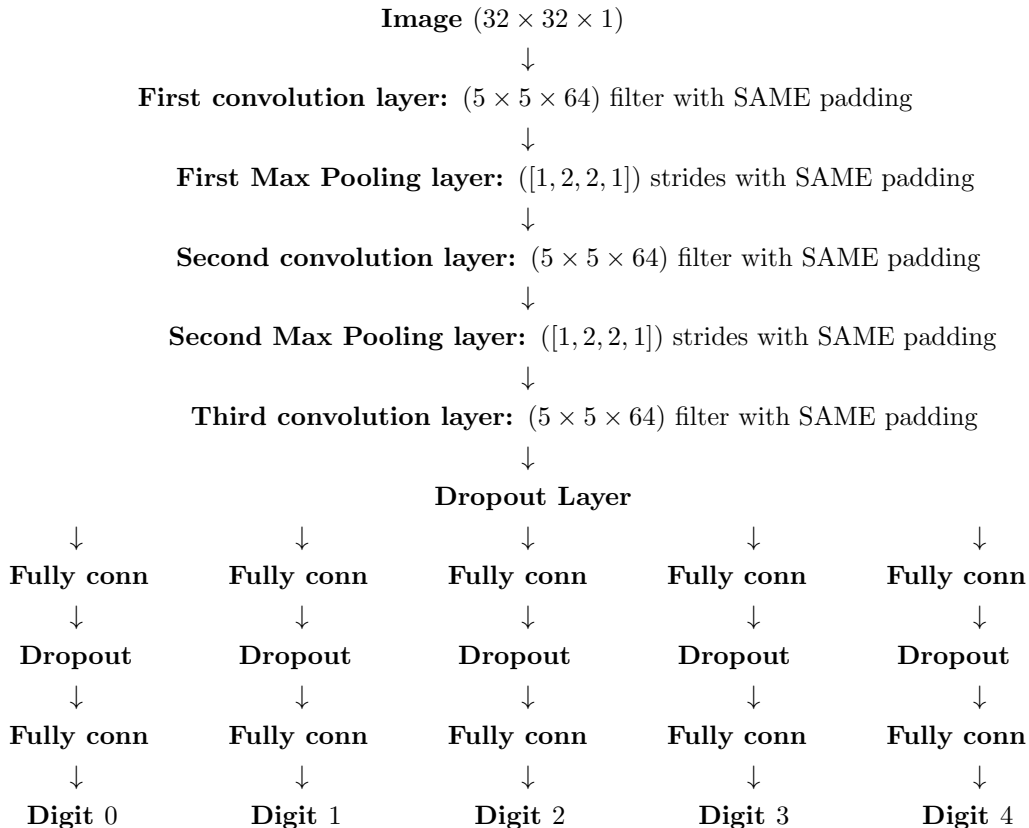 Image (32 × 32 × 1)
↓
First convolution layer: (5 × 5 × 64) filter with SAME padding
↓
First Max Pooling layer: ([1, 2, 2, 1]) strides with SAME padding
↓
Second convolution layer: (5 × 5 × 64) filter with SAME padding
↓
Second Max Pooling layer: ([1, 2, 2, 1]) strides with SAME padding
↓
Third convolution layer: (5 × 5 × 64) filter with SAME padding
↓
Dropout Layer
↓ ↓ ↓ ↓ ↓
Fully conn Fully conn Fully conn Fully conn Fully conn
↓ ↓ ↓ ↓ ↓
Dropout Dropout Dropout Dropout Dropout
↓ ↓ ↓ ↓ ↓
Fully conn Fully conn Fully conn Fully conn Fully conn
↓ ↓ ↓ ↓ ↓
Digit 0 Digit 1 Digit 2 Digit 3 Digit 4